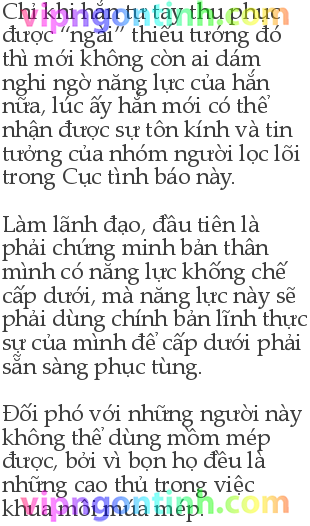 Chỉ khi hắn tự tay thu phục
được “ngài” thiếu tướng đó
thì mới không còn ai dám
nghi ngờ năng lực của hắn
nữa, lúc ấy hắn mới có thể
nhận được sự tôn kính và tin
tưởng của nhóm người lọc lõi
trong Cục tình báo này.
Làm lãnh đạo, đầu tiên là
phải chứng minh bản thân
mình có năng lực khống chế
cấp dưới, mà năng lực này sẽ
phải dùng chính bản lĩnh thực
sự của mình để cấp dưới phải
sẵn sàng phục tùng.
Đối phó với những người này
không thể dùng mồm mép
được, bởi vì bọn họ đều là
những cao thủ trong việc
khua môi múa mép.
vipngontinh.com
vipngontinh.com